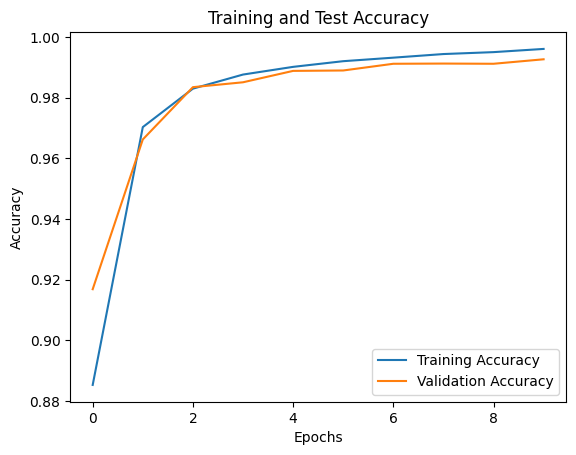 Training and Test Accuracy
1.00
0.98
0.96
0.94
0.92
0.90
0.88
Accuracy
0 2 4 6 8
Epochs
Training Accuracy
Validation Accuracy